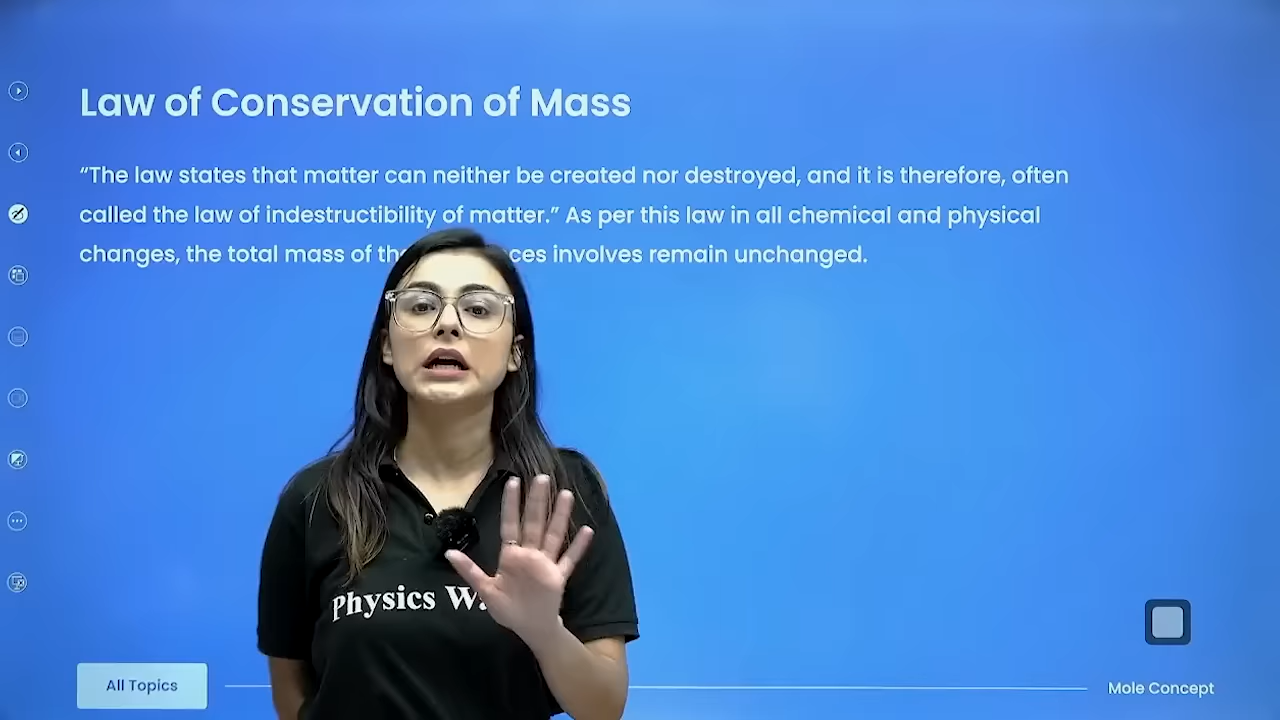 Law of Conservation of Mass
“The law states that matter can neither be created nor destroyed, and it is therefore, often
called the law of indestructibility of matter.” As per this law in all chemical and physical
changes, the total mass of involves remain unchanged.
Physics
All Topics
Mole Concept